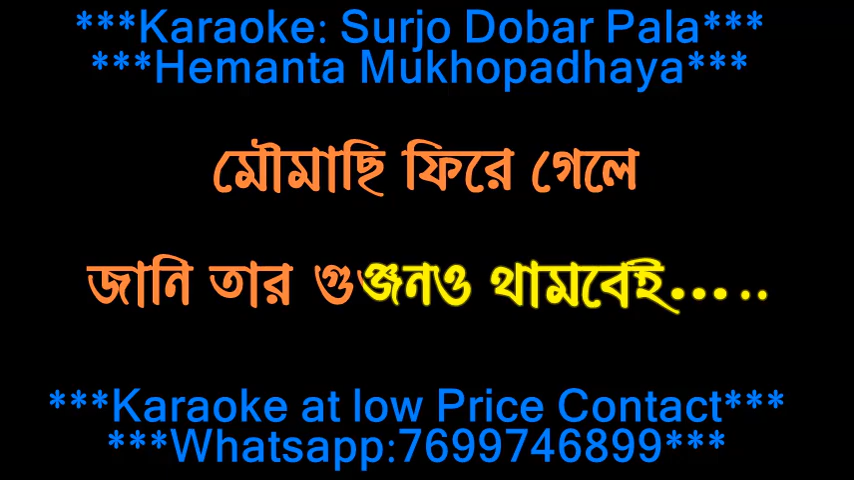 ***Karaoke: Surjo Dobar Pala***
***Hemanta Mukhopadhaya***
মৌমাছি ফিরে গেলে
জানি তার গুঞ্জনও থামবেই.....
***Karaoke at low Price Contact***
***Whatsapp:7699746899***